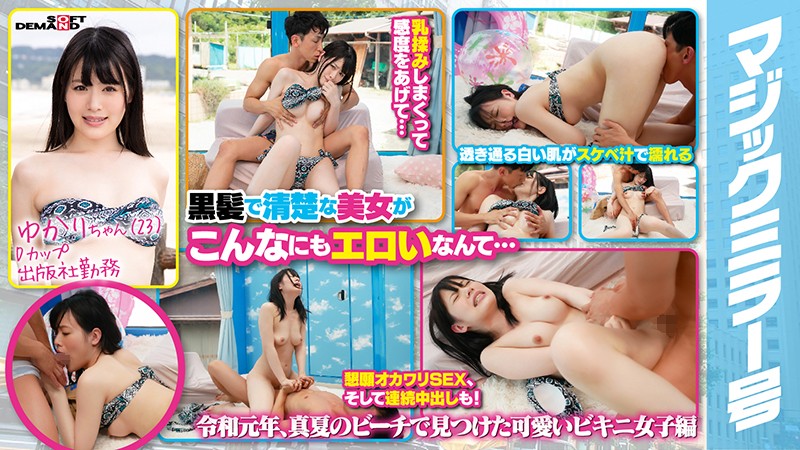 SOFT
ON
DEMAND
ゆかりちゃん(23)
Dカップ
出版社勤務
乳揉みしまくって
感度をあげて…
透き通る白い肌がスケベ汁で濡れる
黒髪で清楚な美女が
こんなにもエロいなんて…
マジックミラー号
懇願オカワリSEX、
そして連続中出しも!
令和元年、真夏のビーチで見つけた可愛いビキニ女子編